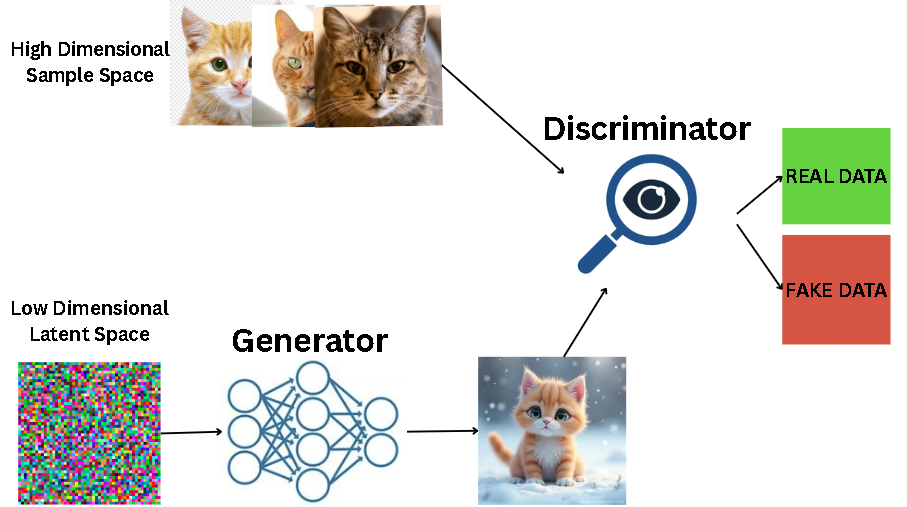 High Dimensional
Sample Space
Discriminator
REAL DATA
FAKE DATA
Low Dimensional
Latent Space
Generator